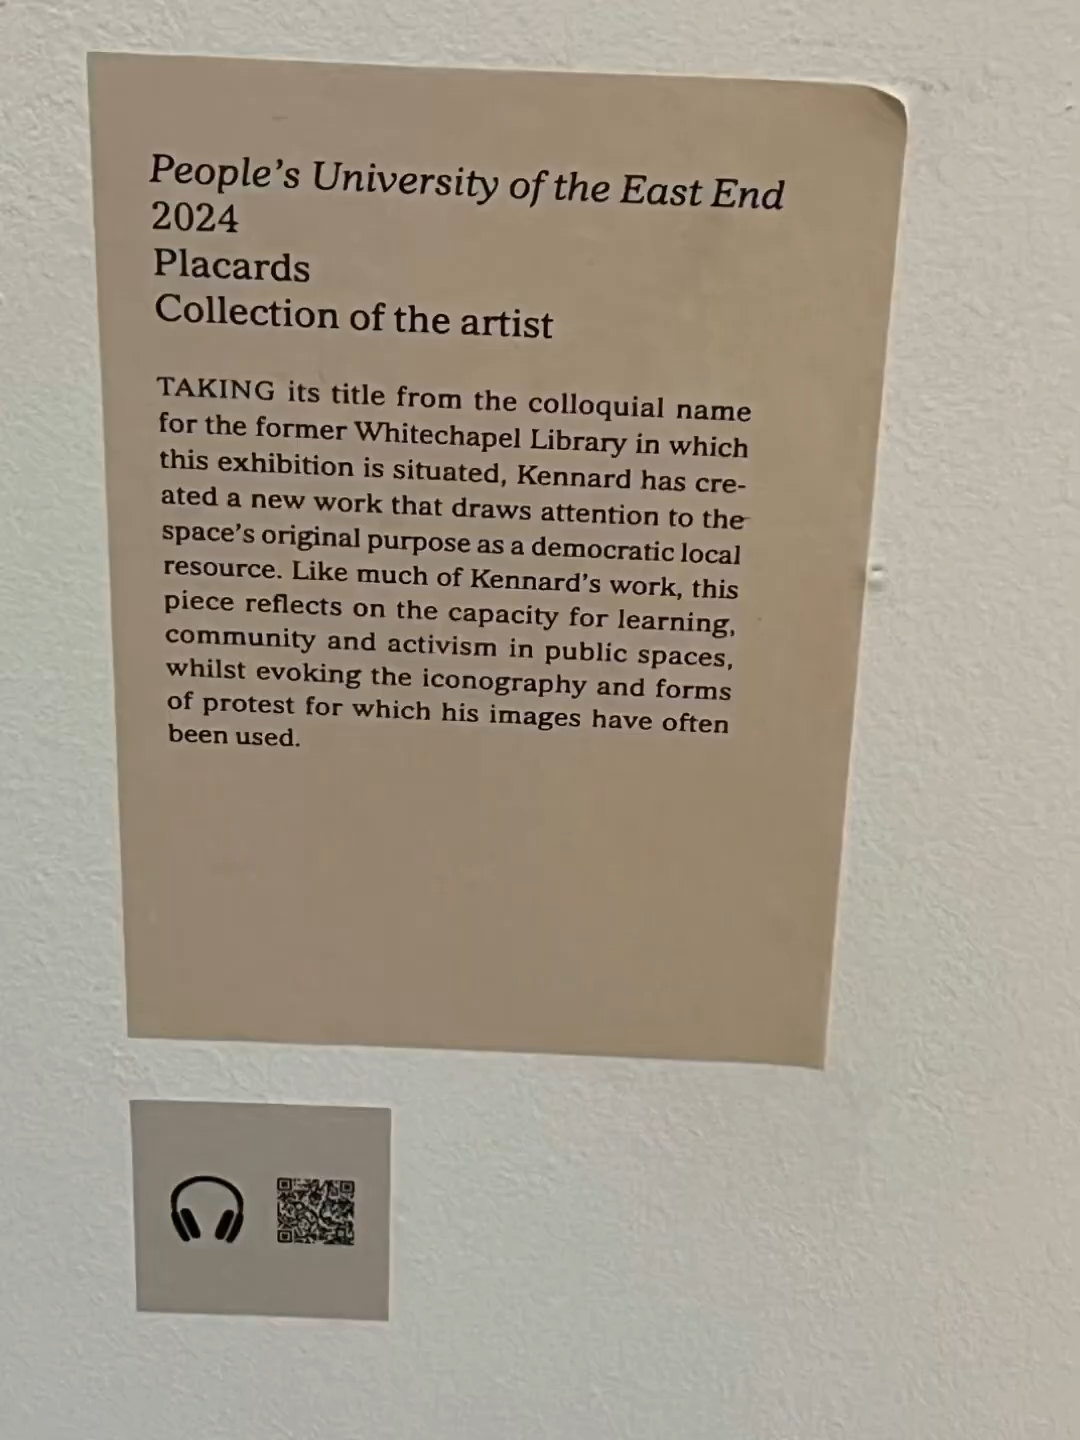 People's University of the East End
2024
Placards
Collection of the artist
TAKING its title from the colloquial name
for the former Whitechapel Library in which
this exhibition is situated, Kennard has cre-
ated a new work that draws attention to the
space's original purpose as a democratic local
resource. Like much of Kennard's work, this
piece reflects on the capacity for learning,
community and activism in public spaces,
whilst evoking the iconography and forms
of protest for which his images have often
been used.